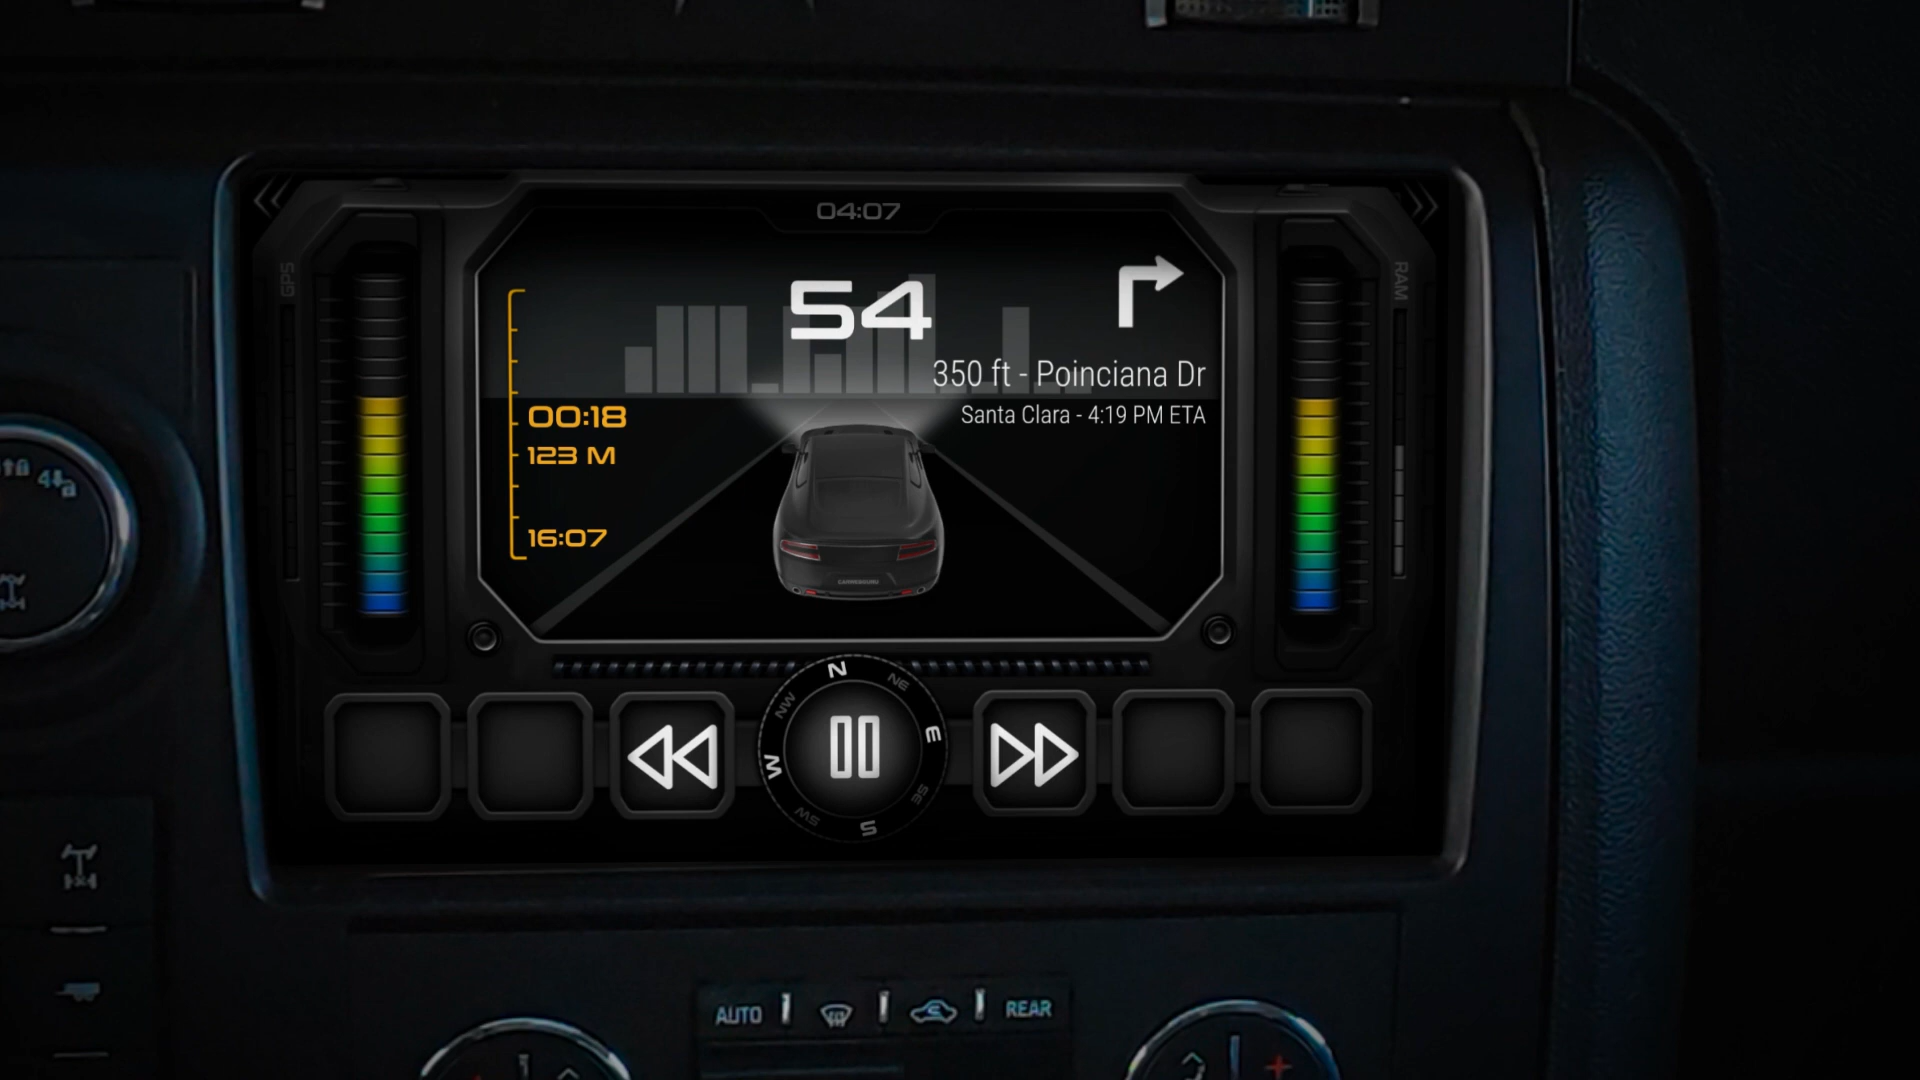 04:07
GPS
RAM
54
350 ft - Poinciana Dr
Santa Clara - 4:19 PM ETA
00:18
123 M
16:07
N
NE
E
SE
S
SW
W
NW
4
AUTO
REAR